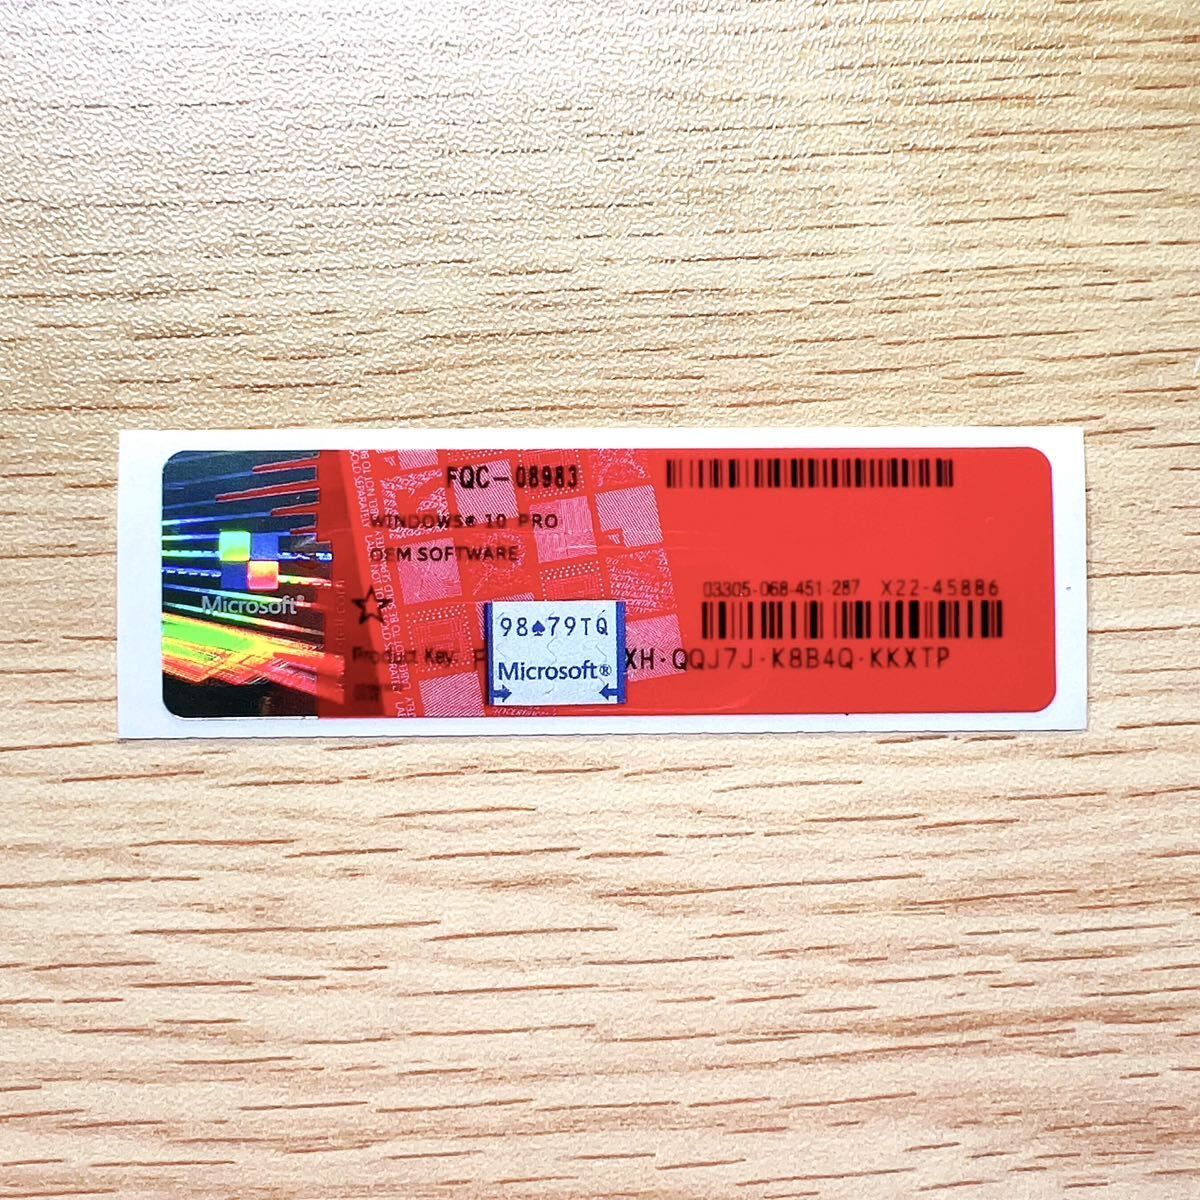 FQC-08983
WINDOWS® 10 PRO
OEM SOFTWARE
Microsoft®
03305-068-451-287 X22-45886
98♠79TQ
Product Key: F XH-QQJ7J-K8B4Q-KKXTP
Microsoft®